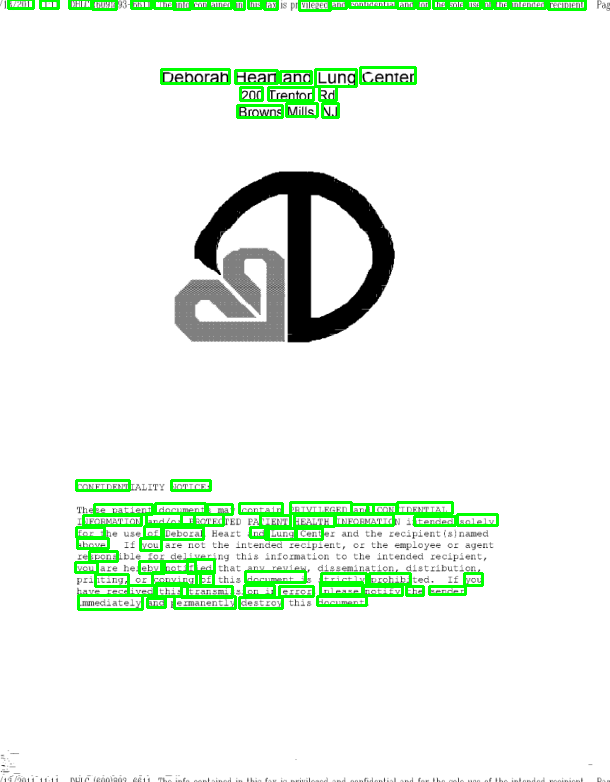 DHLC (609)893-6611 The info contained in this fax is privileged and confidential and for the sole use of the intended recipient Pag
Deborah Heart and Lung Center
200 Trenton Rd
Browns Mills, NJ
CONFIDENTIALITY NOTICE:
These patient documents may contain PRIVILEGED and CONFIDENTIAL
INFORMATION and/or PROTECTED PATIENT HEALTH INFORMATION intended solely
for the use of Deborah Heart and Lung Center and the recipient(s)named
above. If you are not the intended recipient, or the employee or agent
responsible for delivering this information to the intended recipient,
you are hereby notified that any review, dissemination, distribution,
printing, or copying of this document is strictly prohibited. If you
have received this transmission in error, please notify the sender
immediately and permanently destroy this document.
/13/2011 11:11 DHLC (609)893-6611 The info contained in this fax is privileged and confidential and for the sole use of the intended recipient Pag